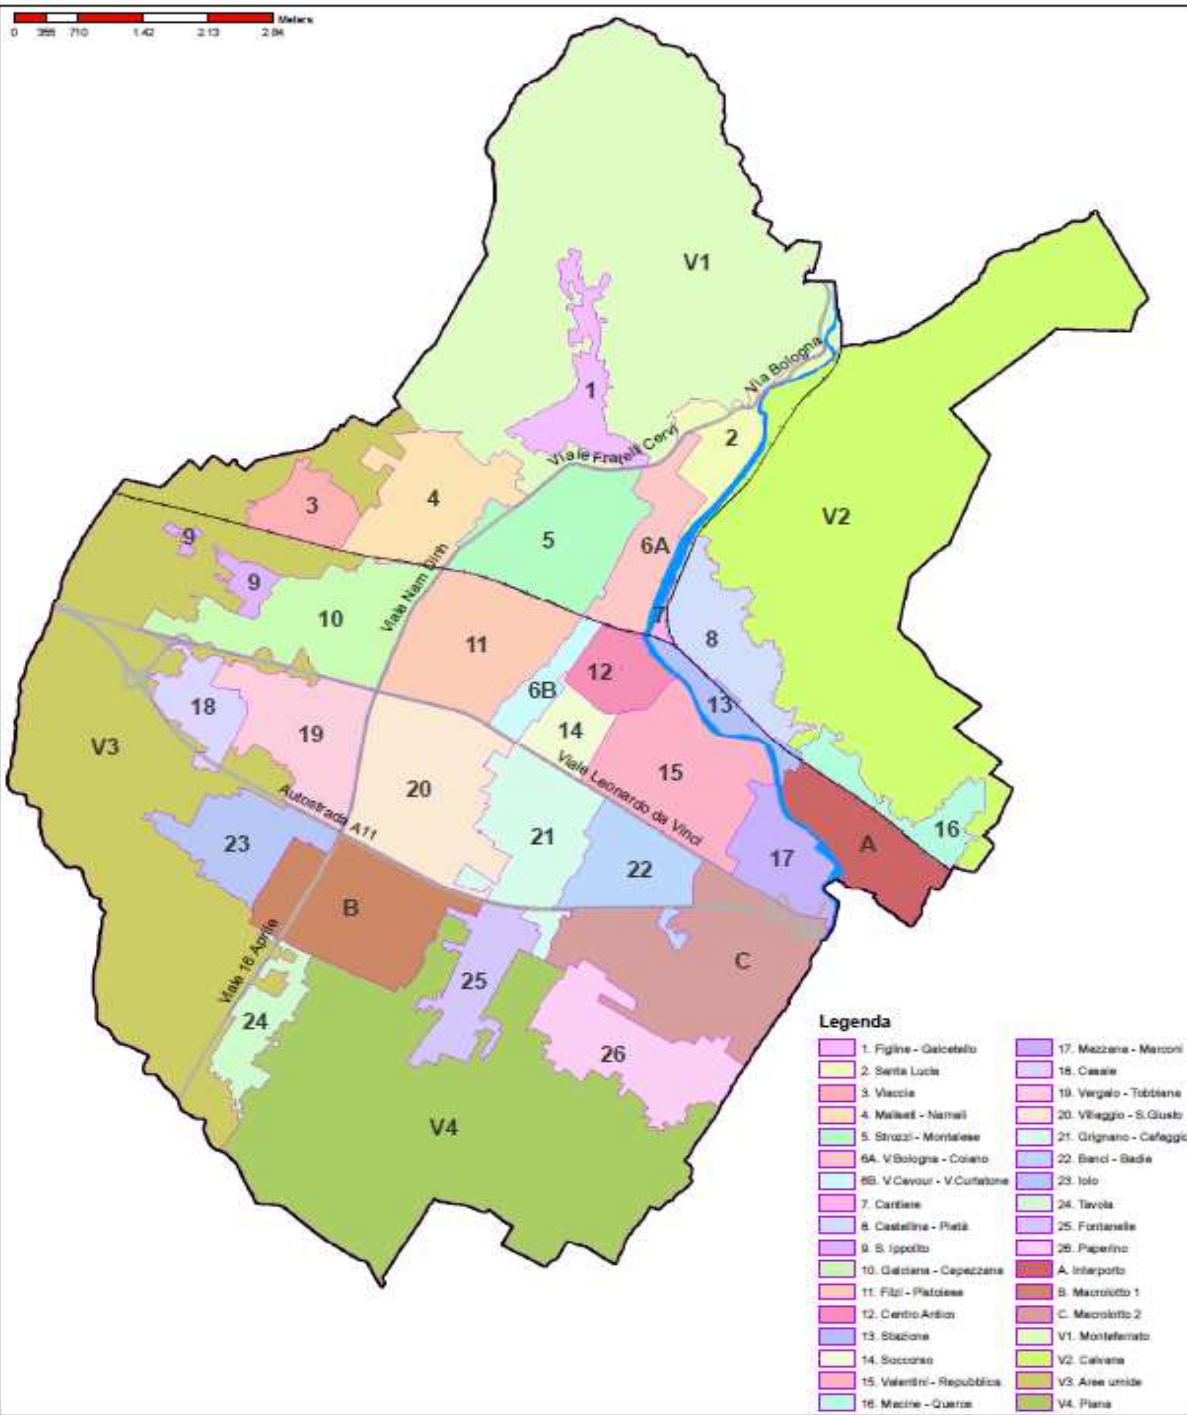 Meters
0 355 710 1.42 2.13 2.84
V1
1
Via Bologna
2
Viale Fratelli Cervi
3
4
V2
5
6A
9
Viale Nam Dinh
9
10
7
8
11
12
6B
13
18
14
V3
19
Viale Leonardo da Vinci
15
20
Autostrada A11
21
23
22
17
A
16
B
Viale 16 Aprile
C
25
24
26
V4
Legenda
1. Figline - Galcetello
2. Santa Lucia
3. Viaccia
4. Maliseti - Narnali
5. Strozzi - Montalese
6A. V.Bologna - Coiano
6B. V.Cavour - V.Curtatone
7. Cantiere
8. Castellina - Pietà
9. S. Ippolito
10. Galciana - Capezzana
11. Filzi - Pistoiese
12. Centro Antico
13. Stazione
14. Soccorso
15. Valentini - Repubblica
16. Macine - Querce
17. Mezzana - Marconi
18. Casale
19. Vergaio - Tobbiana
20. Villaggio - S.Giusto
21. Grignano - Cafaggio
22. Banci - Badie
23. Iolo
24. Tavola
25. Fontanelle
26. Paperino
A. Interporto
B. Macrolotto 1
C. Macrolotto 2
V1. Monteferrato
V2. Calvana
V3. Aree umide
V4. Piana